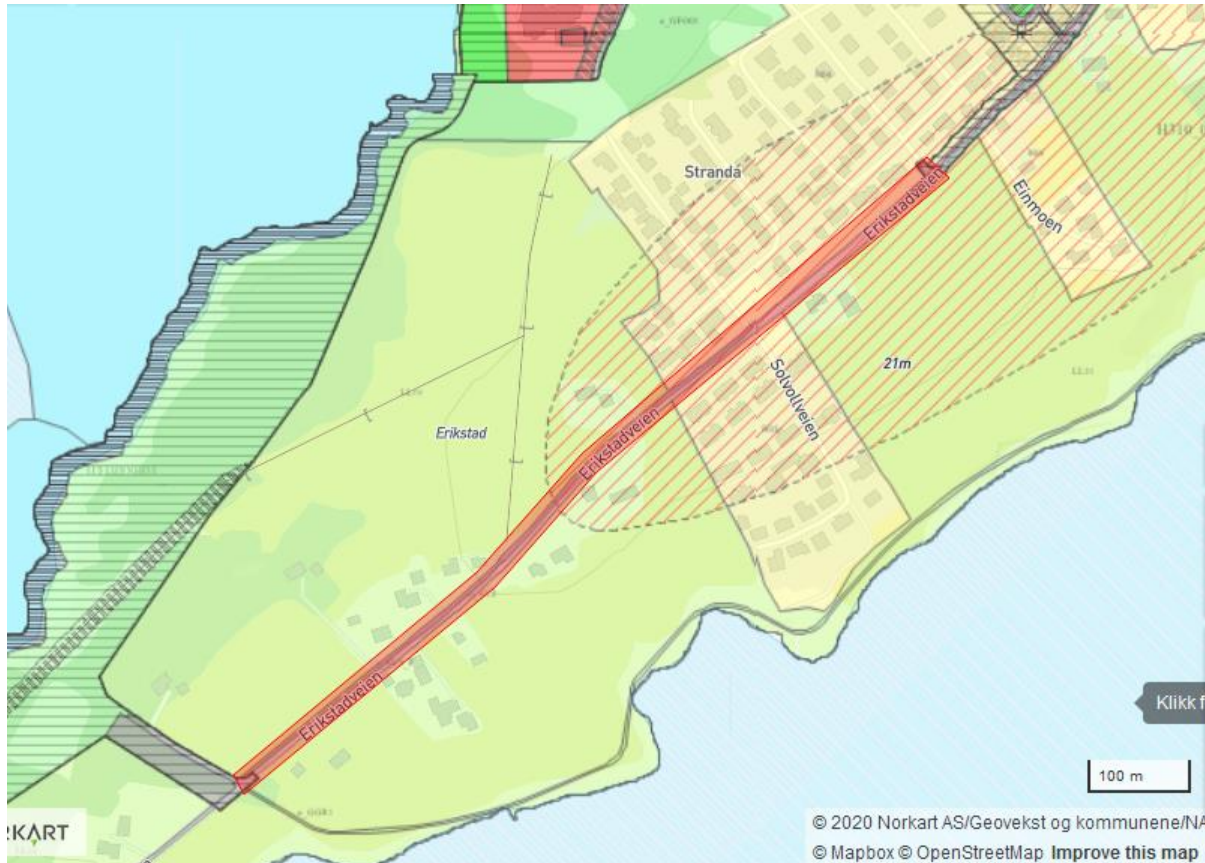 Stranda
Erikstadveien
Einmoen
21m
Solvollveien
Erikstad
Erikstadveien
Erikstadveien
Klikk f
100 m
RKART
© 2020 Norkart AS/Geovekst og kommunene/NA
© Mapbox © OpenStreetMap Improve this map